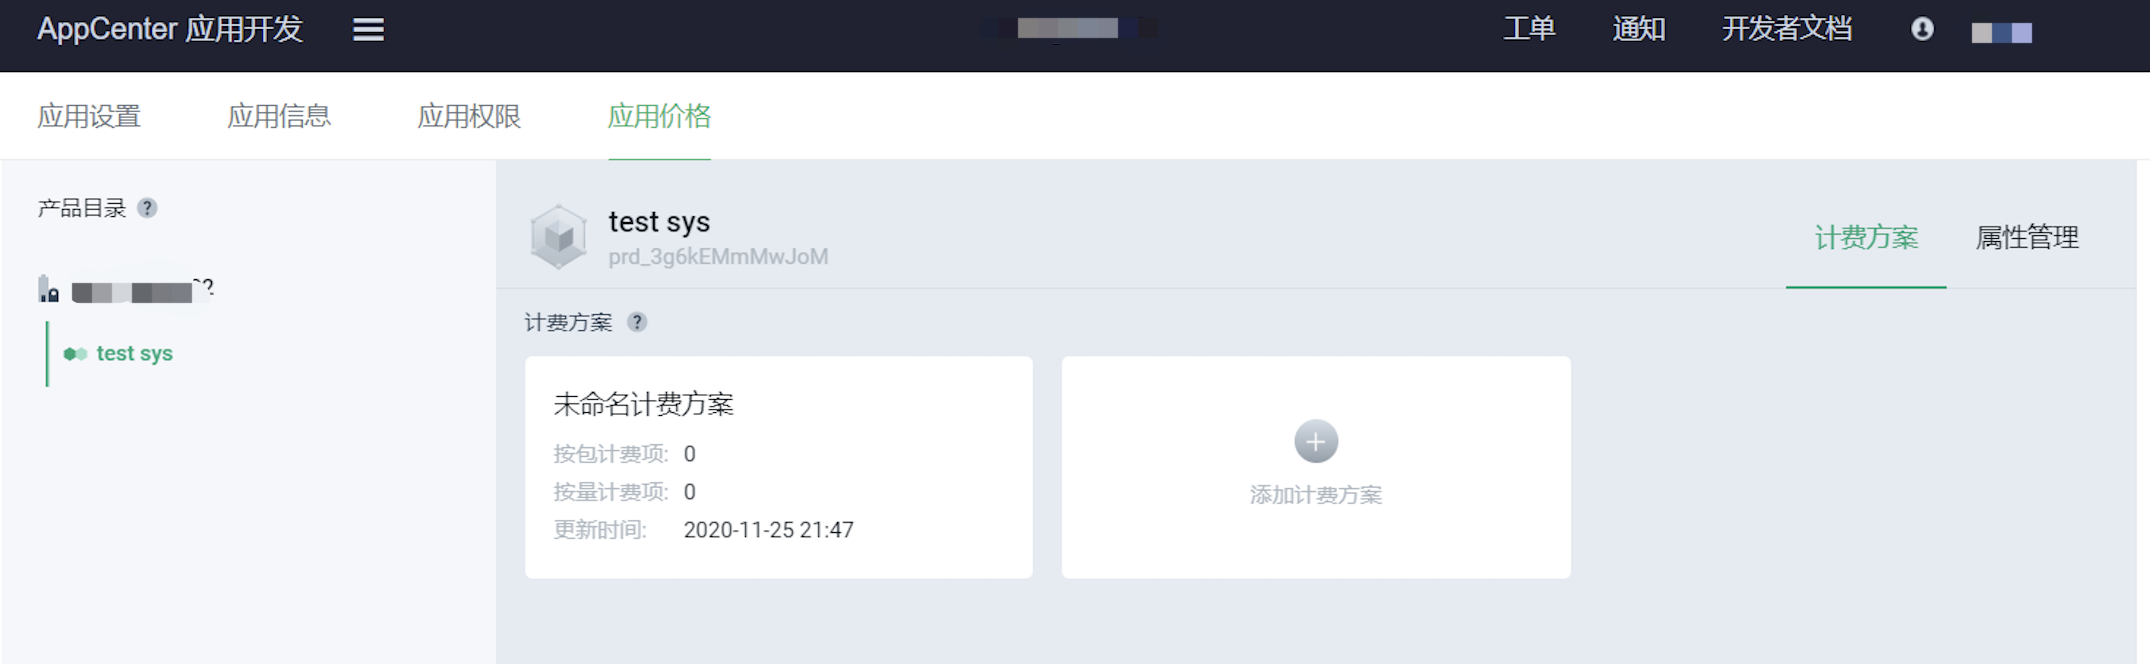 AppCenter 应用开发
工单 通知 开发者文档
应用设置 应用信息 应用权限 应用价格
产品目录 ?
test sys
test sys
prd_3g6kEMmMwJoM
计费方案 属性管理
计费方案 ?
未命名计费方案
按包计费项: 0
按量计费项: 0
更新时间: 2020-11-25 21:47
添加计费方案